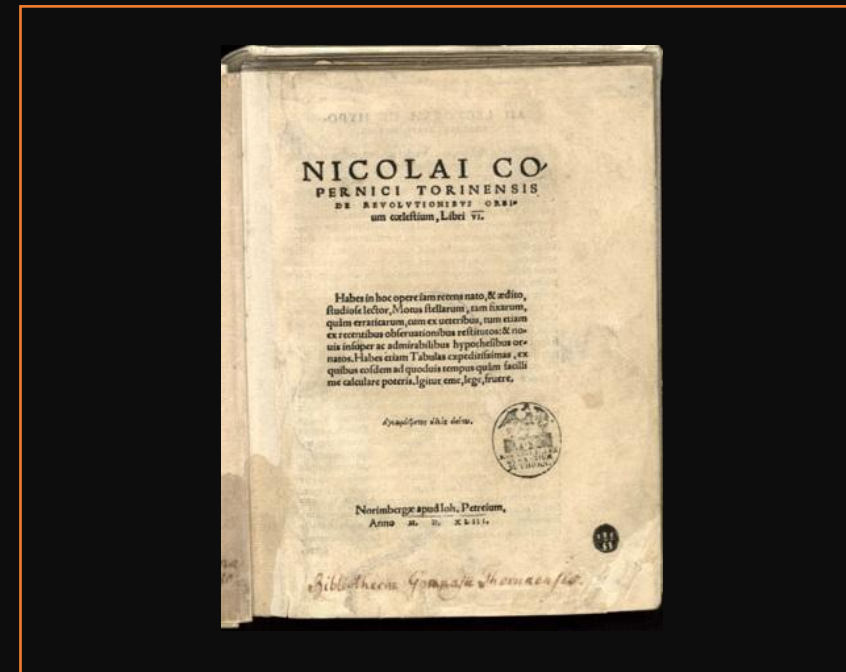 NICOLAI CO
PERNICI TORINENSIS
DE REVOLVTIONIBVS ORBI-
um cœlestium, Libri VI.
Habes in hoc opere iam recens nato, & ædito,
studiose lector, Motus stellarum, tam fixarum,
quàm erraticarum, cum ex ueteribus, tum etiam
ex recentibus obseruationibus restitutos: & no-
uis insuper ac admirabilibus hypothesibus or-
natos. Habes etiam Tabulas expeditissimas, ex
quibus eosdem ad quoduis tempus quàm facilli
me calculare poteris. Igitur eme, lege, fruere.
Norimbergæ apud Ioh. Petreium,
Anno M. D. XLIII.
Bibliothecae Gymnasii Thornensis.